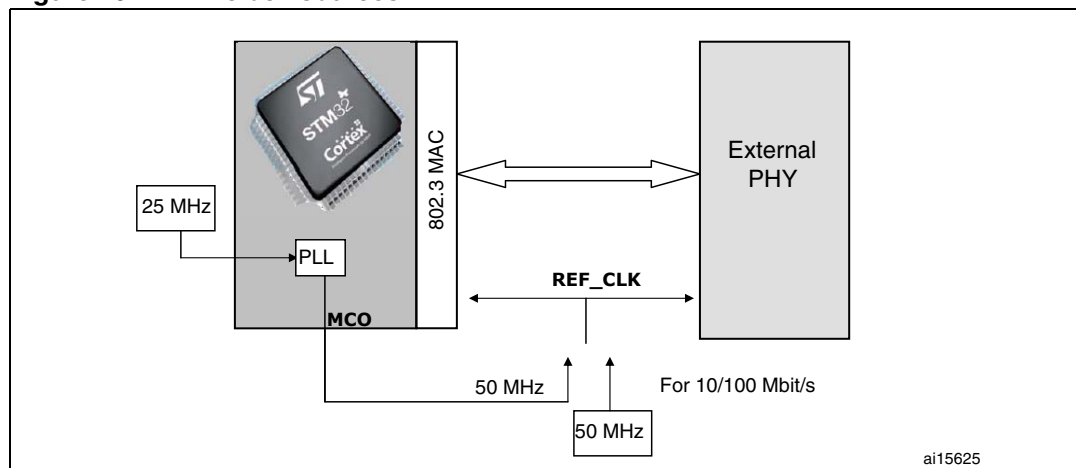 ST
STM32
Cortex
802.3 MAC
External
PHY
25 MHz
PLL
REF_CLK
MCO
50 MHz
For 10/100 Mbit/s
50 MHz
ai15625